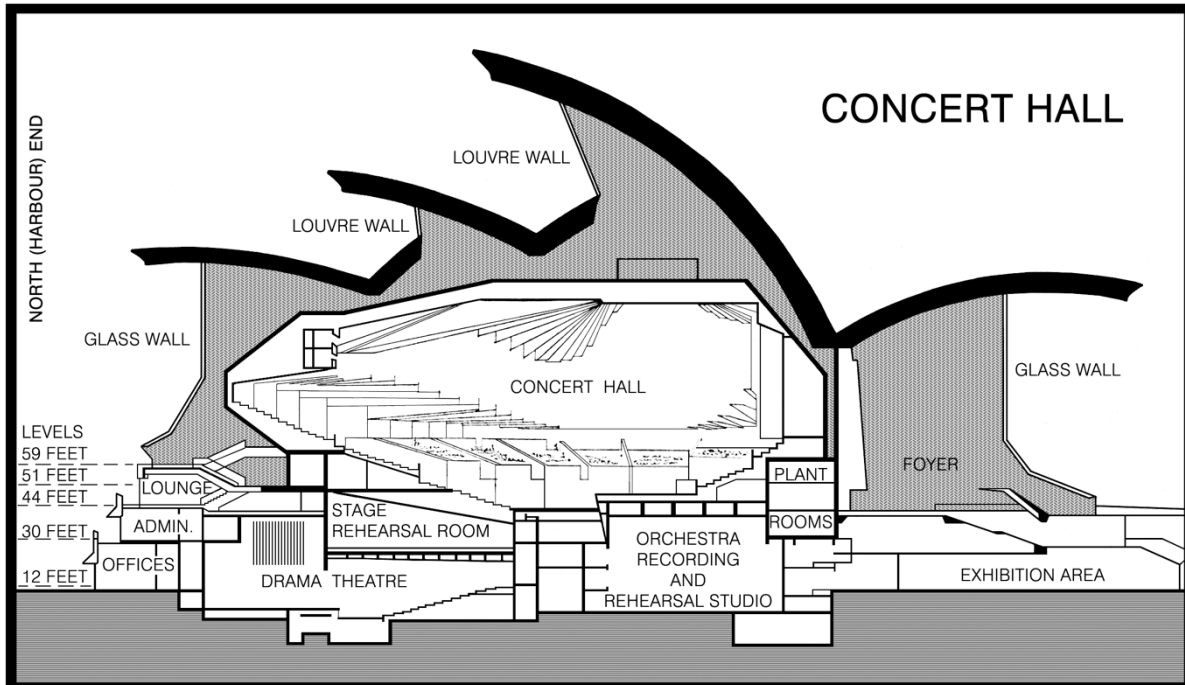 CONCERT HALL
NORTH (HARBOUR) END
LOUVRE WALL
LOUVRE WALL
GLASS WALL
CONCERT HALL
GLASS WALL
LEVELS
59 FEET
51 FEET
44 FEET
30 FEET
12 FEET
LOUNGE
ADMIN.
OFFICES
STAGE
REHEARSAL ROOM
DRAMA THEATRE
PLANT
ROOMS
ORCHESTRA
RECORDING
AND
REHEARSAL STUDIO
FOYER
EXHIBITION AREA